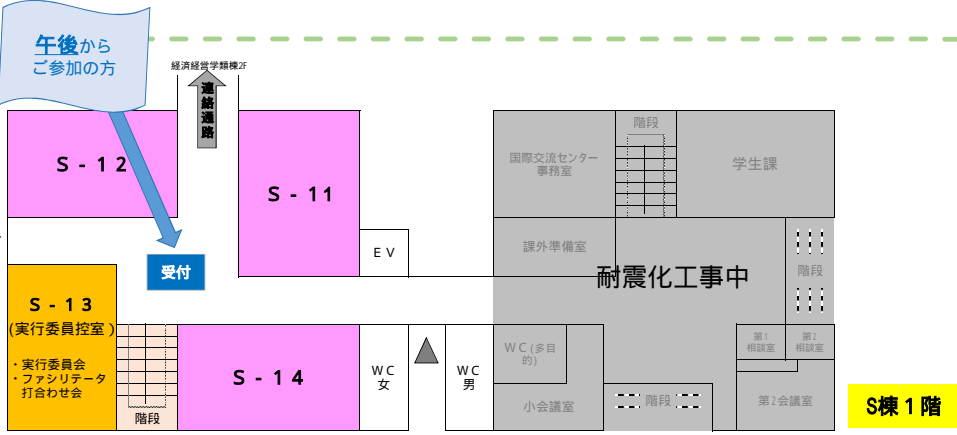 午後から
ご参加の方
経済経営学類棟2F
連絡通路
S-12
S-11
EV
受付
S-13
(実行委員控室)
・実行委員会
・ファシリテータ
打合わせ会
階段
S-14
WC
女
WC
男
国際交流センター
事務室
階段
学生課
課外準備室
耐震化工事中
階段
WC(多目
的)
小会議室
階段
第1
相談室
第2
相談室
第2会議室
S棟1階